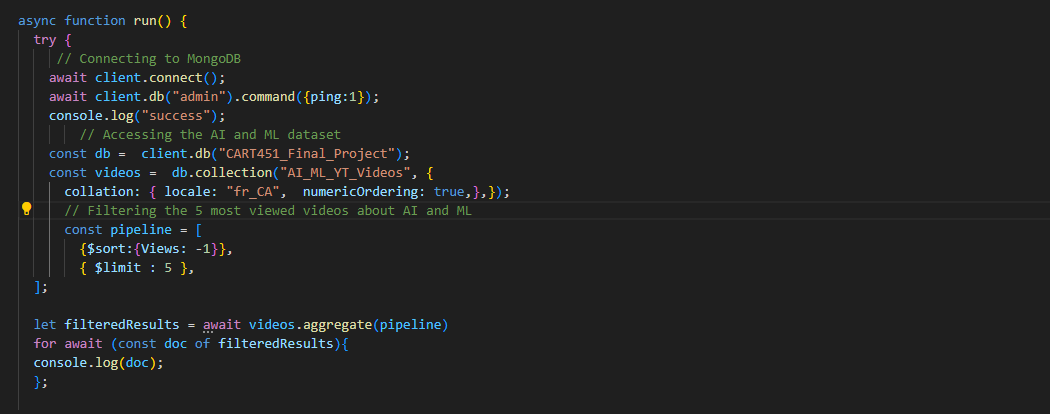 async function run() {
try {
// Connecting to MongoDB
await client.connect();
await client.db("admin").command({ping:1});
console.log("success");
// Accessing the AI and ML dataset
const db =  client.db("CART451_Final_Project");
const videos =  db.collection("AI_ML_YT_Videos", {
collation: { locale: "fr_CA",  numericOrdering: true,},});
// Filtering the 5 most viewed videos about AI and ML
const pipeline = [
{$sort:{Views: -1}},
{ $limit : 5 },
];
let filteredResults = await videos.aggregate(pipeline)
for await (const doc of filteredResults){
console.log(doc);
};